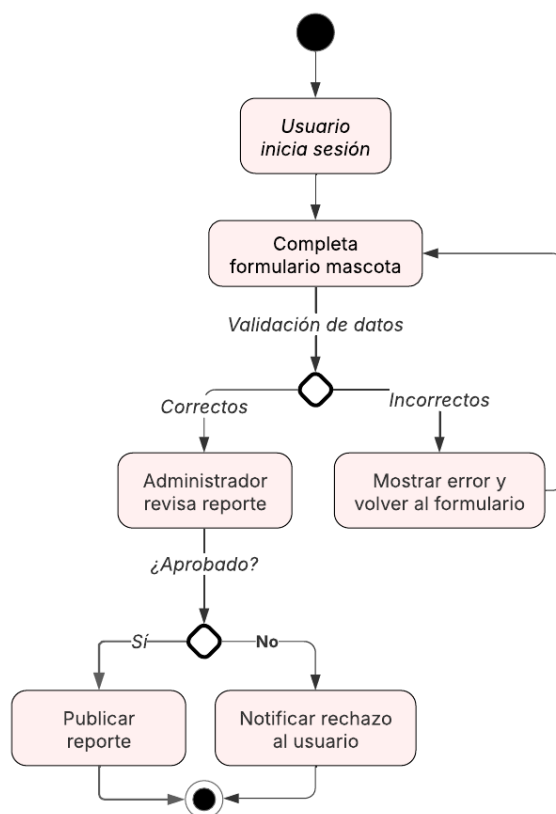 Usuario
inicia sesión
Completa
formulario mascota
Validación de datos
Correctos
Incorrectos
Administrador
revisa reporte
Mostrar error y
volver al formulario
¿Aprobado?
Sí
No
Publicar
reporte
Notificar rechazo
al usuario